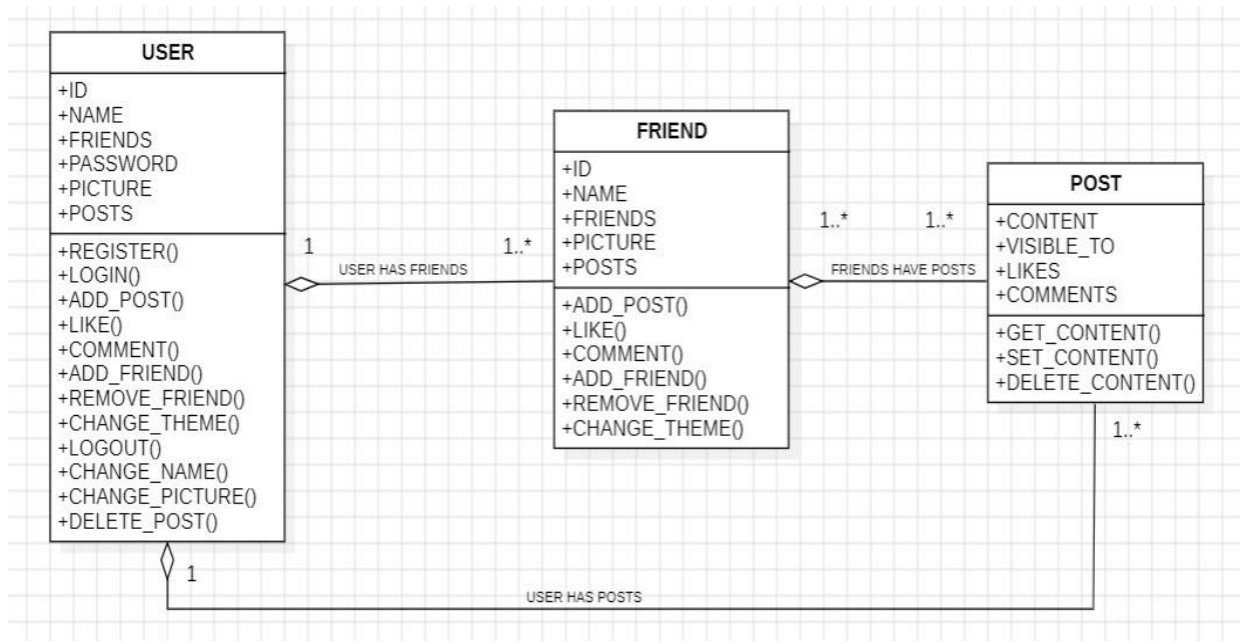 USER
+ID
+NAME
+FRIENDS
+PASSWORD
+PICTURE
+POSTS
+REGISTER()
+LOGIN()
+ADD_POST()
+LIKE()
+COMMENT()
+ADD_FRIEND()
+REMOVE_FRIEND()
+CHANGE_THEME()
+LOGOUT()
+CHANGE_NAME()
+CHANGE_PICTURE()
+DELETE_POST()
1
1..*
USER HAS FRIENDS
FRIEND
+ID
+NAME
+FRIENDS
+PICTURE
+POSTS
+ADD_POST()
+LIKE()
+COMMENT()
+ADD_FRIEND()
+REMOVE_FRIEND()
+CHANGE_THEME()
1..*
1..*
FRIENDS HAVE POSTS
POST
+CONTENT
+VISIBLE_TO
+LIKES
+COMMENTS
+GET_CONTENT()
+SET_CONTENT()
+DELETE_CONTENT()
1..*
1
USER HAS POSTS